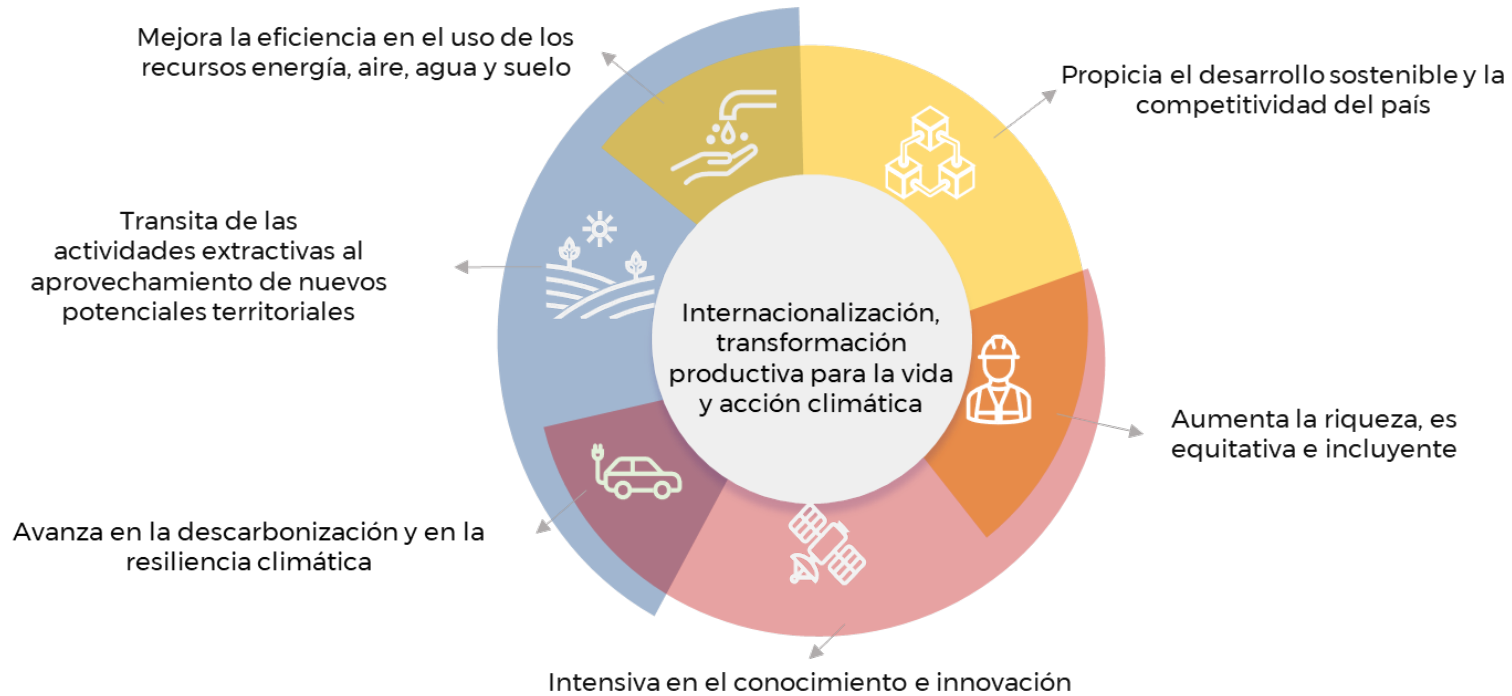 Mejora la eficiencia en el uso de los
recursos energía, aire, agua y suelo
Propicia el desarrollo sostenible y la
competitividad del país
Transita de las
actividades extractivas al
aprovechamiento de nuevos
potenciales territoriales
Internacionalización,
transformación
productiva para la vida
y acción climática
Aumenta la riqueza, es
equitativa e incluyente
Avanza en la descarbonización y en la
resiliencia climática
Intensiva en el conocimiento e innovación